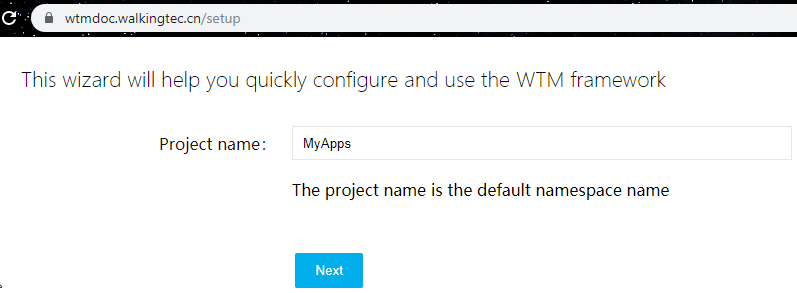 wtmdoc.walkingtec.cn/setup
This wizard will help you quickly configure and use the WTM framework
Project name: MyApps
The project name is the default namespace name
Next